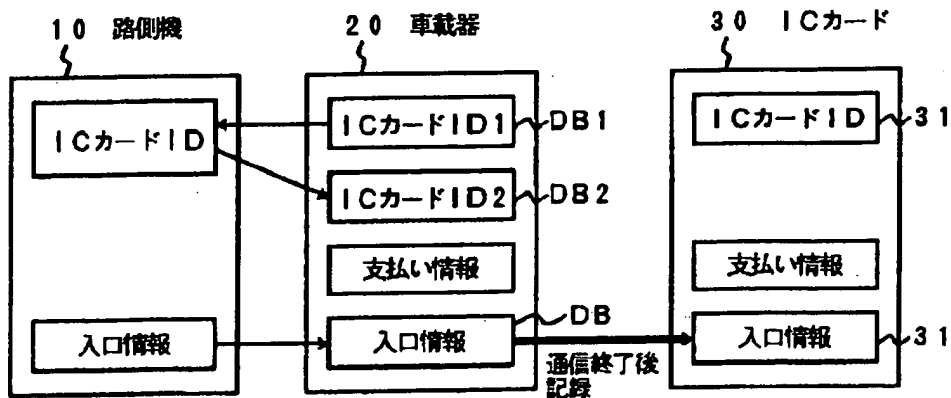 10 路側機
20 車載器
30 ICカード
ICカードID
ICカードID1
DB1
ICカードID
31
ICカードID2
DB2
支払い情報
支払い情報
入口情報
入口情報
DB
入口情報
31
通信終了後
記録